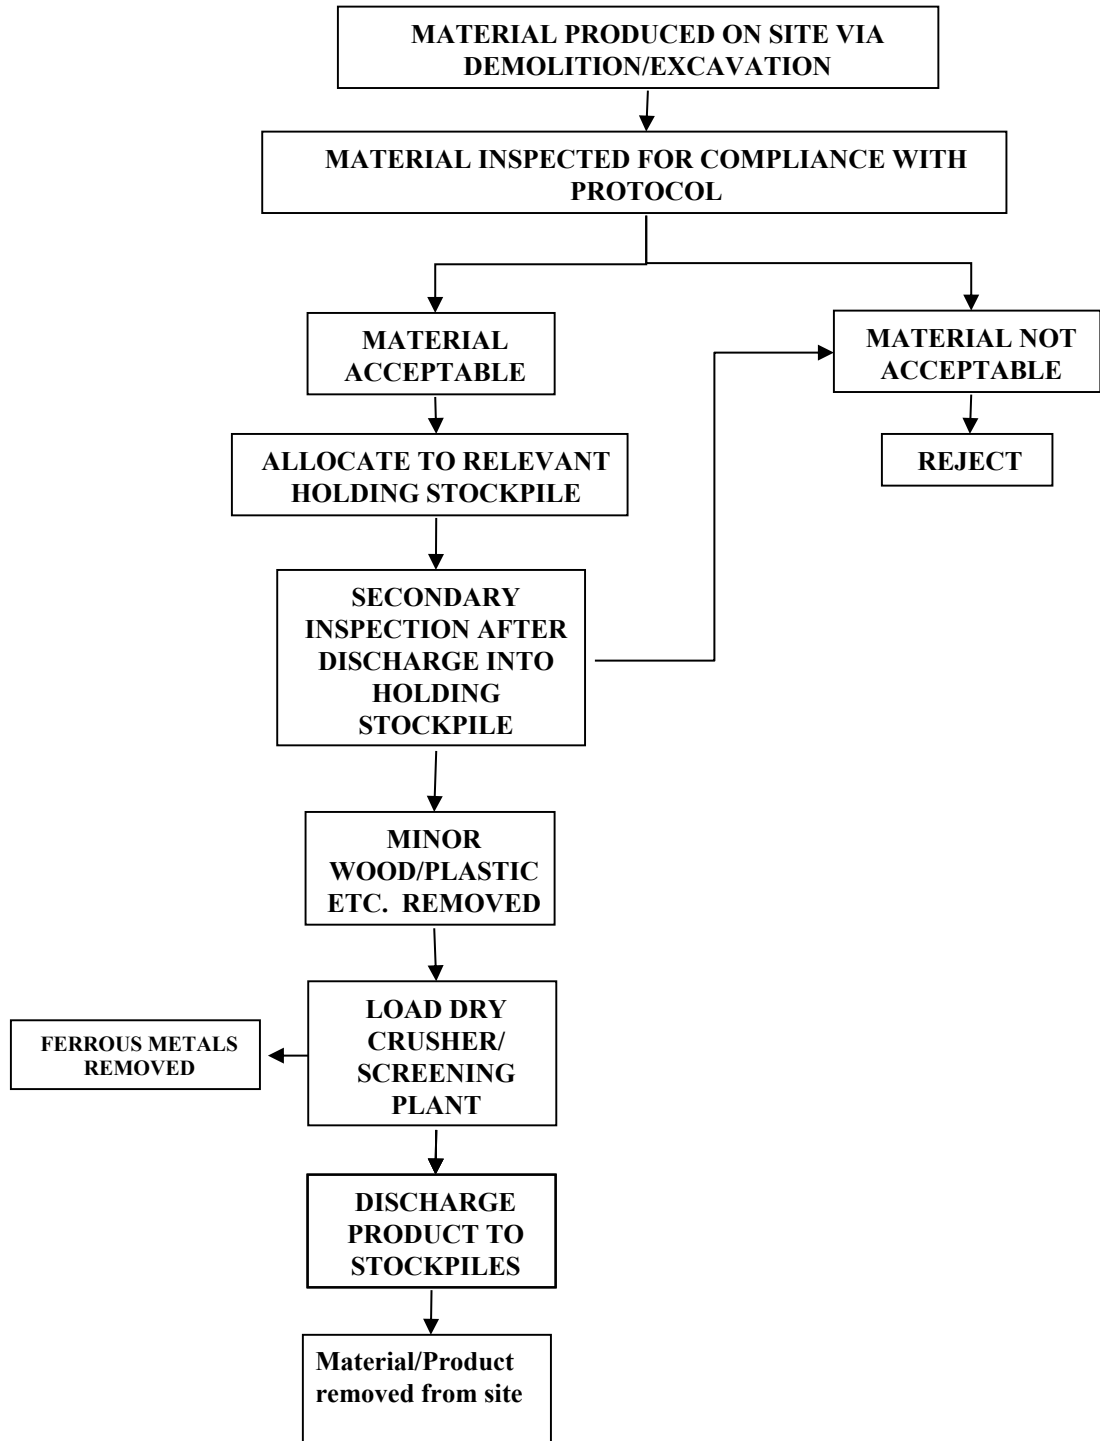 MATERIAL PRODUCED ON SITE VIA
DEMOLITION/EXCAVATION
MATERIAL INSPECTED FOR COMPLIANCE WITH
PROTOCOL
MATERIAL
ACCEPTABLE
MATERIAL NOT
ACCEPTABLE
ALLOCATE TO RELEVANT
HOLDING STOCKPILE
REJECT
SECONDARY
INSPECTION AFTER
DISCHARGE INTO
HOLDING
STOCKPILE
MINOR
WOOD/PLASTIC
ETC.  REMOVED
LOAD DRY
CRUSHER/
SCREENING
PLANT
FERROUS METALS
REMOVED
DISCHARGE
PRODUCT TO
STOCKPILES
Material/Product
removed from site